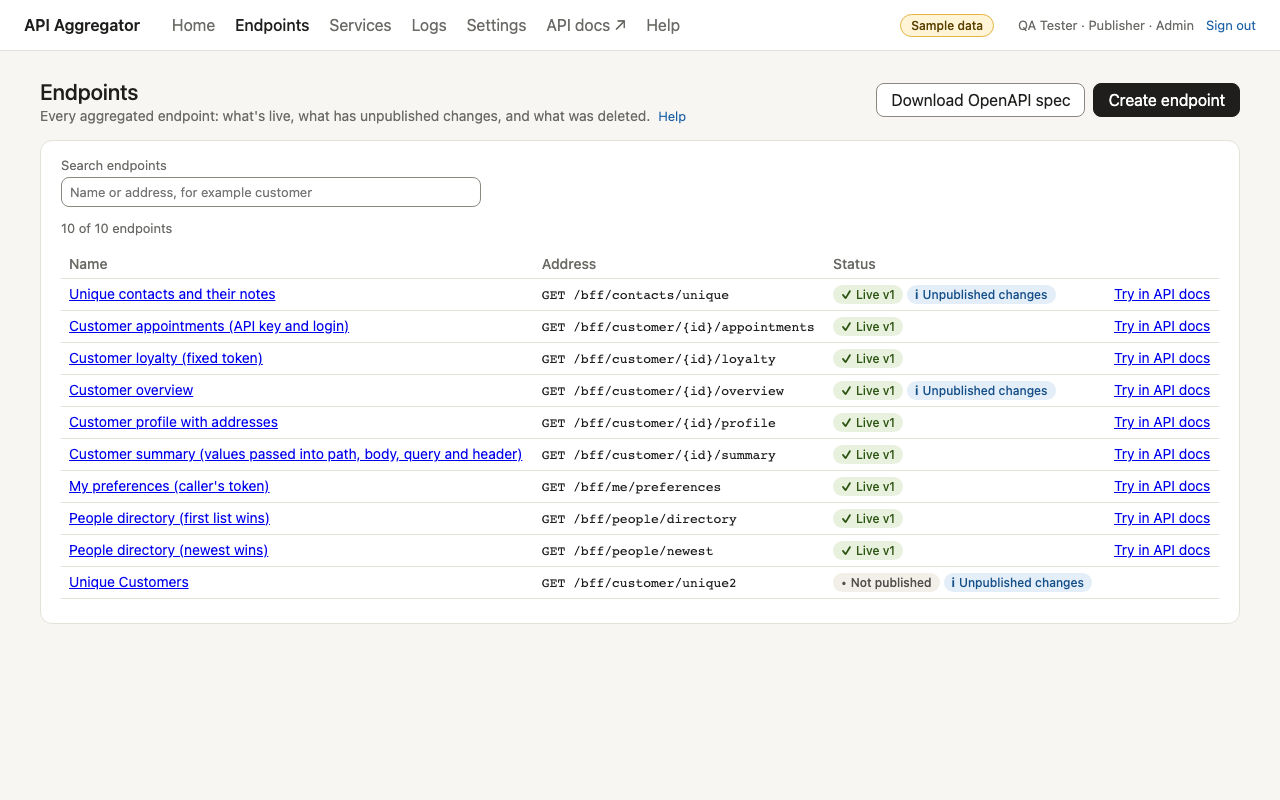 API Aggregator Home Endpoints Services Logs Settings API docs ↗ Help Sample data QA Tester · Publisher · Admin Sign out
Endpoints
Every aggregated endpoint: what's live, what has unpublished changes, and what was deleted. Help
Download OpenAPI spec Create endpoint
Search endpoints
Name or address, for example customer
10 of 10 endpoints
Name Address Status
Unique contacts and their notes GET /bff/contacts/unique ✓ Live v1 i Unpublished changes Try in API docs
Customer appointments (API key and login) GET /bff/customer/{id}/appointments ✓ Live v1 Try in API docs
Customer loyalty (fixed token) GET /bff/customer/{id}/loyalty ✓ Live v1 Try in API docs
Customer overview GET /bff/customer/{id}/overview ✓ Live v1 i Unpublished changes Try in API docs
Customer profile with addresses GET /bff/customer/{id}/profile ✓ Live v1 Try in API docs
Customer summary (values passed into path, body, query and header) GET /bff/customer/{id}/summary ✓ Live v1 Try in API docs
My preferences (caller's token) GET /bff/me/preferences ✓ Live v1 Try in API docs
People directory (first list wins) GET /bff/people/directory ✓ Live v1 Try in API docs
People directory (newest wins) GET /bff/people/newest ✓ Live v1 Try in API docs
Unique Customers GET /bff/customer/unique2 • Not published i Unpublished changes